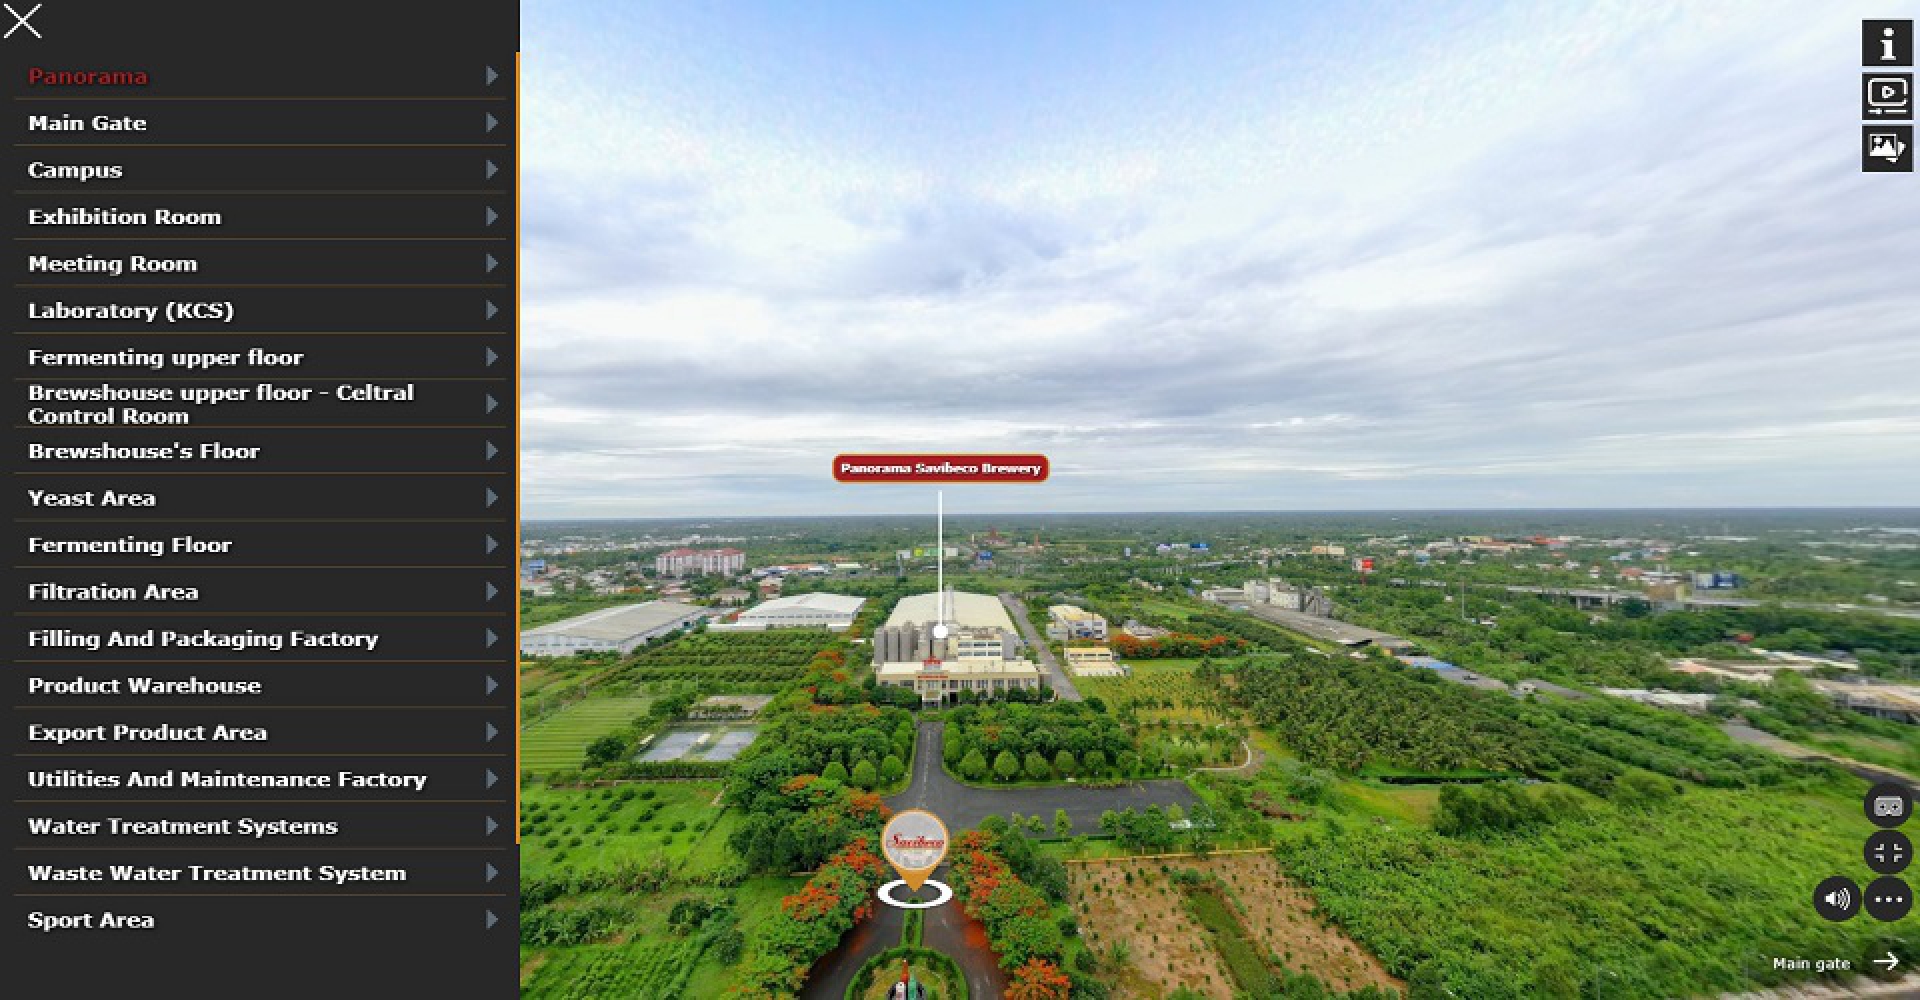 Panorama
Main Gate
Campus
Exhibition Room
Meeting Room
Laboratory (KCS)
Fermenting upper floor
Brewshouse upper floor - Celtral
Control Room
Brewshouse's Floor
Yeast Area
Fermenting Floor
Filtration Area
Filling And Packaging Factory
Product Warehouse
Export Product Area
Utilities And Maintenance Factory
Water Treatment Systems
Waste Water Treatment System
Sport Area
Panorama Savibeco Brewery
Savibeco
Main gate